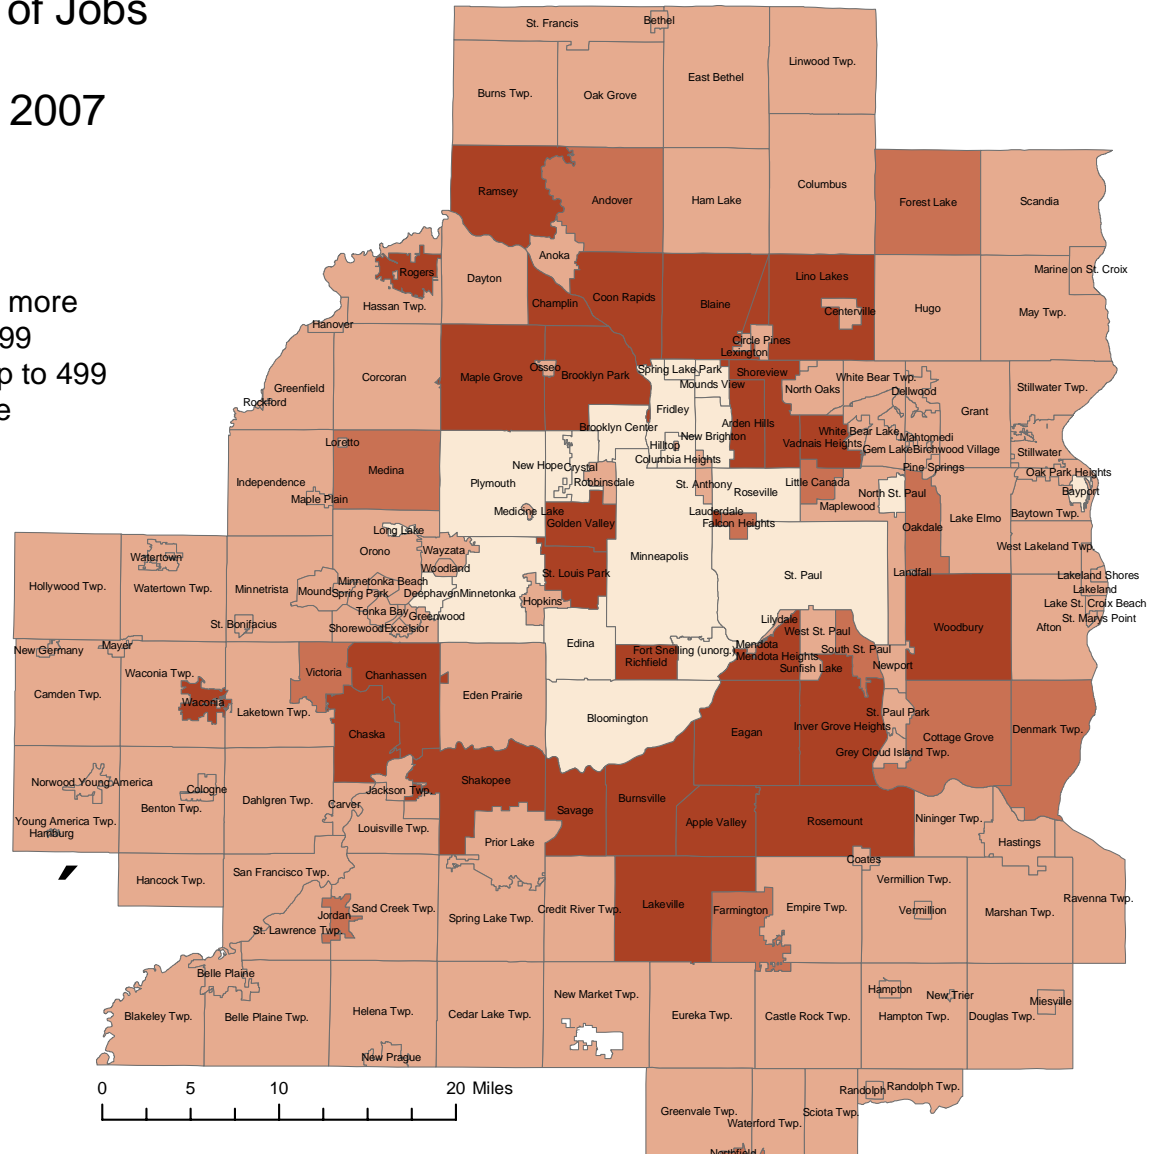 of Jobs
2007
more
99
p to 499
e
St. Francis
Bethel
Linwood Twp.
Burns Twp.
Oak Grove
East Bethel
Ramsey
Andover
Ham Lake
Columbus
Forest Lake
Scandia
Anoka
Rogers
Dayton
Hassan Twp.
Champlin
Coon Rapids
Blaine
Lino Lakes
Centerville
Hugo
Marine on St. Croix
May Twp.
Hanover
Circle Pines
Lexington
Greenfield
Corcoran
Maple Grove
Osseo
Brooklyn Park
Spring Lake Park
Mounds View
Shoreview
North Oaks
White Bear Twp.
Dellwood
Stillwater Twp.
Rockford
Fridley
Grant
Brooklyn Center
Arden Hills
Loretto
Hilltop
New Brighton
Vadnais Heights
White Bear Lake
Gem Lake
Mahtomedi
Birchwood Village
Stillwater
Medina
Columbia Heights
Pine Springs
Oak Park Heights
Independence
Maple Plain
Plymouth
New Hope
Crystal
Robbinsdale
St. Anthony
Roseville
Little Canada
Maplewood
North St. Paul
Bayport
Medicine Lake
Golden Valley
Lauderdale
Falcon Heights
Oakdale
Lake Elmo
Baytown Twp.
Long Lake
Orono
Wayzata
Woodland
Minneapolis
West Lakeland Twp.
Watertown
Hollywood Twp.
Watertown Twp.
Minnetrista
Mound
Minnetonka Beach
Spring Park
Deephaven
Minnetonka
St. Louis Park
Hopkins
St. Paul
Landfall
Lakeland Shores
Lakeland
Lake St. Croix Beach
St. Marys Point
Tonka Bay
Greenwood
Shorewood
Excelsior
St. Bonifacius
Edina
Lilydale
West St. Paul
Woodbury
Afton
New Germany
Mayer
Fort Snelling (unorg.)
Mendota
Mendota Heights
Richfield
South St. Paul
Sunfish Lake
Newport
Waconia Twp.
Victoria
Chanhassen
Camden Twp.
Waconia
Laketown Twp.
Eden Prairie
Bloomington
Chaska
Eagan
Inver Grove Heights
St. Paul Park
Grey Cloud Island Twp.
Cottage Grove
Denmark Twp.
Norwood Young America
Cologne
Benton Twp.
Dahlgren Twp.
Carver
Jackson Twp.
Shakopee
Savage
Burnsville
Young America Twp.
Hamburg
Louisville Twp.
Prior Lake
Apple Valley
Rosemount
Nininger Twp.
Hastings
Coates
Hancock Twp.
San Francisco Twp.
Vermillion Twp.
Jordan
Sand Creek Twp.
St. Lawrence Twp.
Spring Lake Twp.
Credit River Twp.
Lakeville
Farmington
Empire Twp.
Vermillion
Marshan Twp.
Ravenna Twp.
Belle Plaine
Blakeley Twp.
Belle Plaine Twp.
Helena Twp.
Cedar Lake Twp.
New Market Twp.
Eureka Twp.
Castle Rock Twp.
Hampton
Hampton Twp.
New Trier
Douglas Twp.
Miesville
New Prague
0 5 10 20 Miles
Greenvale Twp.
Waterford Twp.
Sciota Twp.
Randolph
Randolph Twp.
Northfield